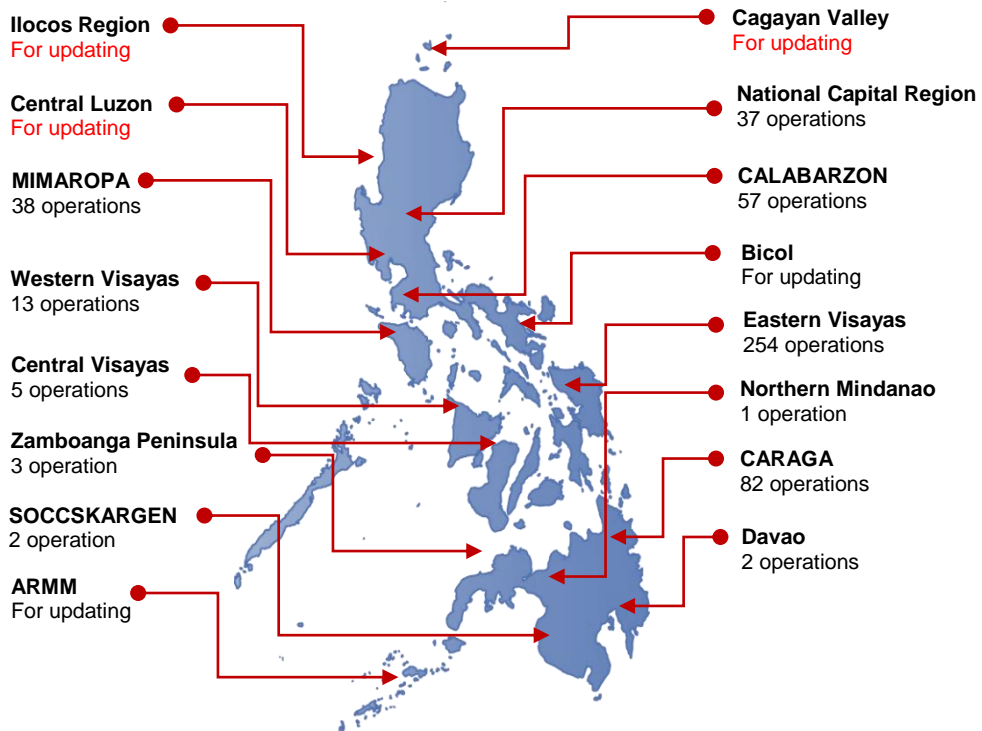 Ilocos Region
For updating
Central Luzon
For updating
MIMAROPA
38 operations
Western Visayas
13 operations
Central Visayas
5 operations
Zamboanga Peninsula
3 operation
SOCCSKARGEN
2 operation
ARMM
For updating
Cagayan Valley
For updating
National Capital Region
37 operations
CALABARZON
57 operations
Bicol
For updating
Eastern Visayas
254 operations
Northern Mindanao
1 operation
CARAGA
82 operations
Davao
2 operations